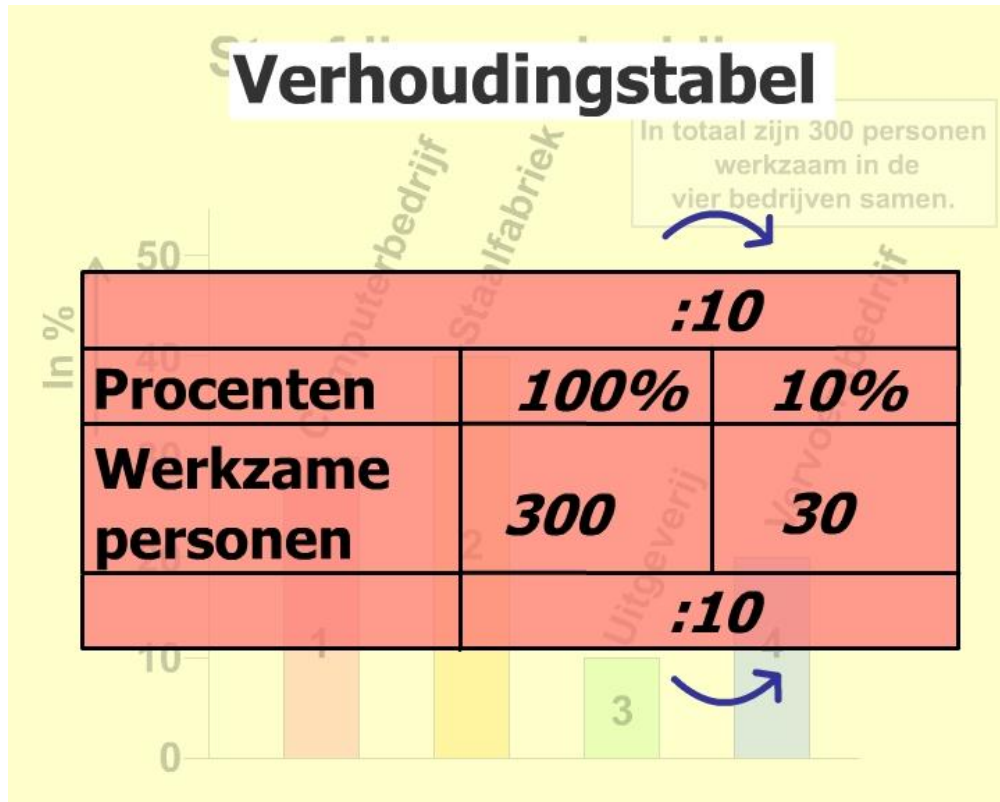 Verhoudingstabel
In totaal zijn 300 personen
werkzaam in de
vier bedrijven samen.
Computerbedrijf
Staalfabriek
Uitgeverij
Vervoersbedrijf
In %
50
40
10
0
1
2
3
4
:10
Procenten 100% 10%
Werkzame
personen 300 30
:10